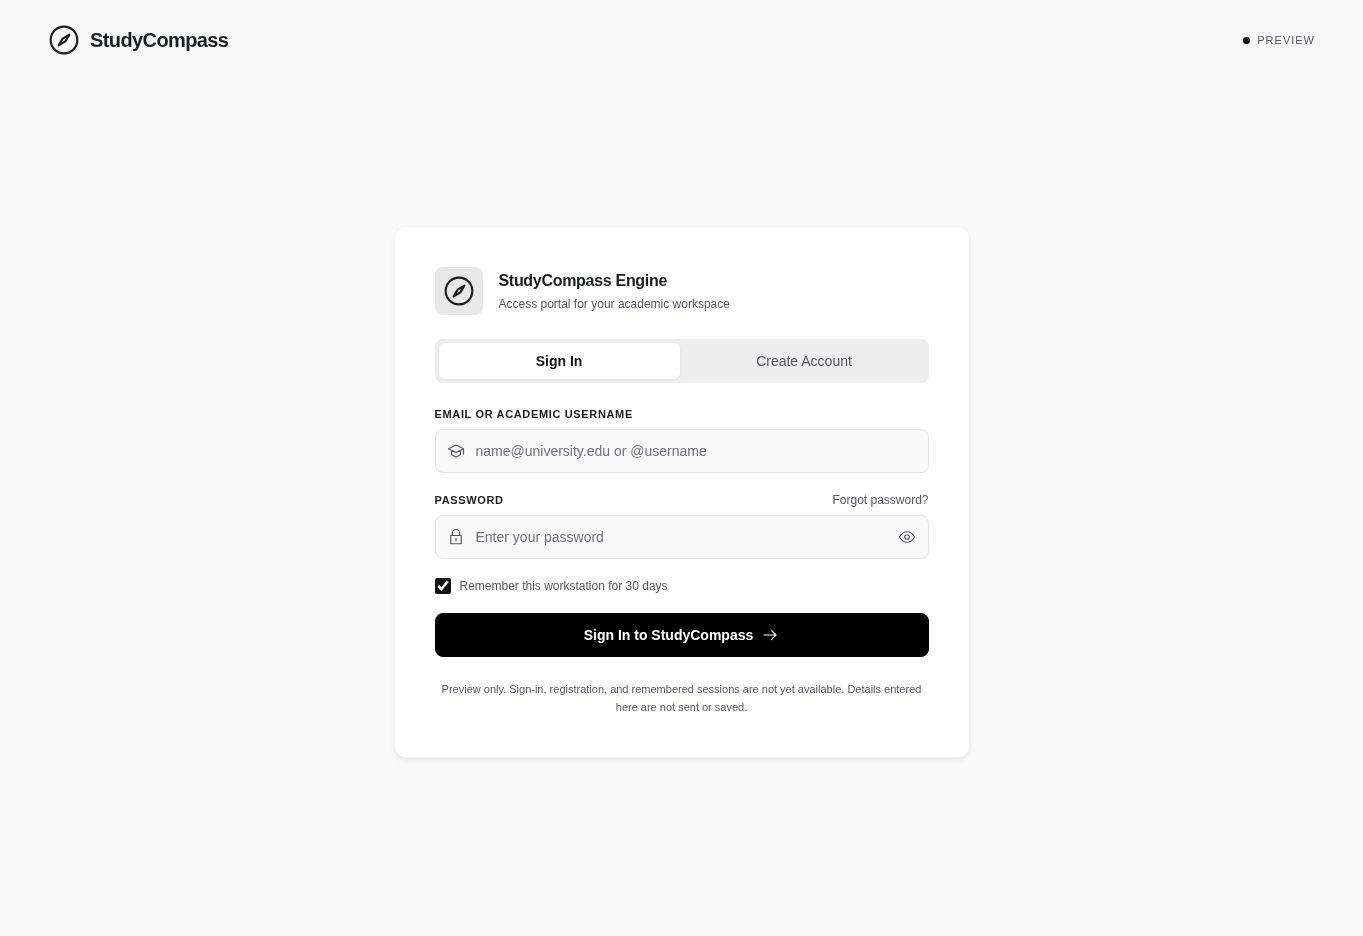 StudyCompass
PREVIEW
StudyCompass Engine
Access portal for your academic workspace
Sign In
Create Account
EMAIL OR ACADEMIC USERNAME
name@university.edu or @username
PASSWORD
Forgot password?
Enter your password
Remember this workstation for 30 days
Sign In to StudyCompass
Preview only. Sign-in, registration, and remembered sessions are not yet available. Details entered
here are not sent or saved.